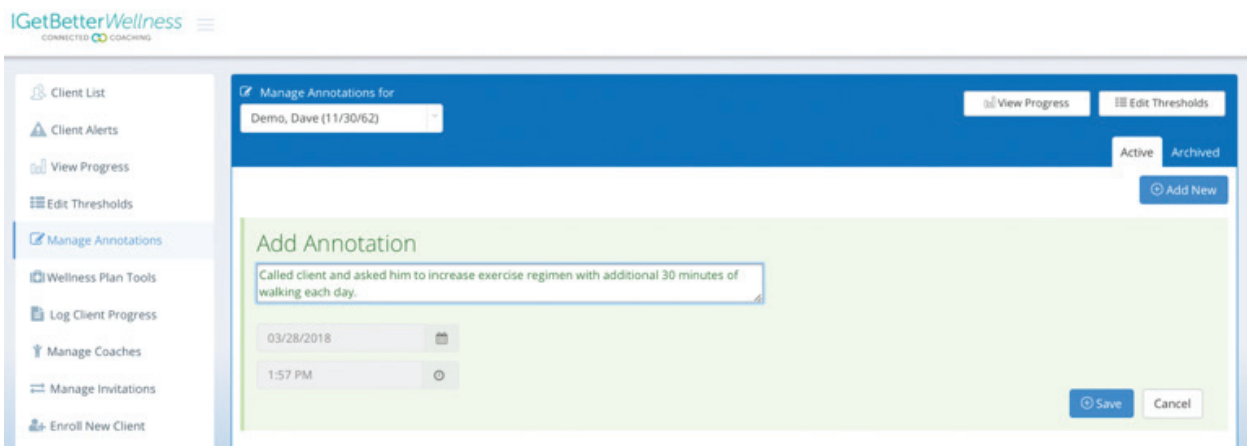 IGetBetterWellness
CONNECTED COACHING
Client List
Client Alerts
View Progress
Edit Thresholds
Manage Annotations
Wellness Plan Tools
Log Client Progress
Manage Coaches
Manage Invitations
Enroll New Client
Manage Annotations for
Demo, Dave (11/30/62)
View Progress
Edit Thresholds
Active
Archived
Add New
Add Annotation
Called client and asked him to increase exercise regimen with additional 30 minutes of
walking each day.
03/28/2018
1:57 PM
Save
Cancel